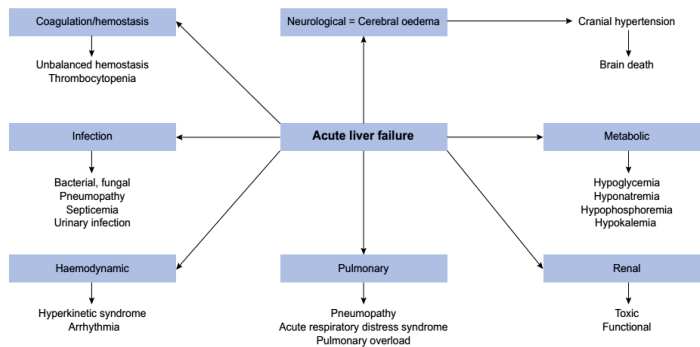 Coagulation/hemostasis
Neurological = Cerebral oedema
Cranial hypertension
Unbalanced hemostasis
Thrombocytopenia
Brain death
Infection
Acute liver failure
Metabolic
Bacterial, fungal
Pneumopathy
Septicemia
Urinary infection
Hypoglycemia
Hyponatremia
Hypophosphoremia
Hypokalemia
Haemodynamic
Pulmonary
Renal
Hyperkinetic syndrome
Arrhythmia
Pneumopathy
Acute respiratory distress syndrome
Pulmonary overload
Toxic
Functional